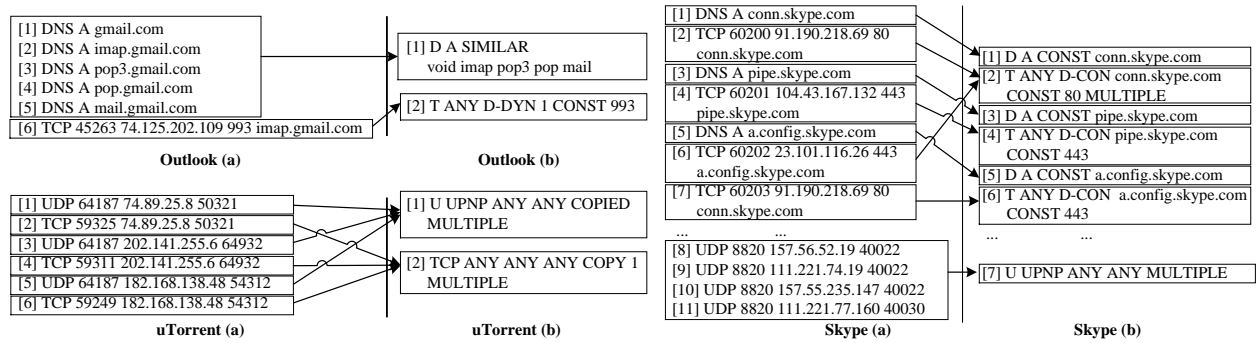 [1] DNS A gmail.com
[2] DNS A imap.gmail.com
[3] DNS A pop3.gmail.com
[4] DNS A pop.gmail.com
[5] DNS A mail.gmail.com
[6] TCP 45263 74.125.202.109 993 imap.gmail.com
Outlook (a)
[1] D A SIMILAR
void imap pop3 pop mail
[2] T ANY D-DYN 1 CONST 993
Outlook (b)
[1] UDP 64187 74.89.25.8 50321
[2] TCP 59325 74.89.25.8 50321
[3] UDP 64187 202.141.255.6 64932
[4] TCP 59311 202.141.255.6 64932
[5] UDP 64187 182.168.138.48 54312
[6] TCP 59249 182.168.138.48 54312
uTorrent (a)
[1] U UPNP ANY ANY COPIED
MULTIPLE
[2] TCP ANY ANY ANY COPY 1
MULTIPLE
uTorrent (b)
[1] DNS A conn.skype.com
[2] TCP 60200 91.190.218.69 80
conn.skype.com
[3] DNS A pipe.skype.com
[4] TCP 60201 104.43.167.132 443
pipe.skype.com
[5] DNS A a.config.skype.com
[6] TCP 60202 23.101.116.26 443
a.config.skype.com
[7] TCP 60203 91.190.218.69 80
conn.skype.com
... ...
[8] UDP 8820 157.56.52.19 40022
[9] UDP 8820 111.221.74.19 40022
[10] UDP 8820 157.55.235.147 40022
[11] UDP 8820 111.221.77.160 40030
Skype (a)
[1] D A CONST conn.skype.com
[2] T ANY D-CON conn.skype.com
CONST 80 MULTIPLE
[3] D A CONST pipe.skype.com
[4] T ANY D-CON pipe.skype.com
CONST 443
[5] D A CONST a.config.skype.com
[6] T ANY D-CON a.config.skype.com
CONST 443
... ...
[7] U UPNP ANY ANY MULTIPLE
Skype (b)